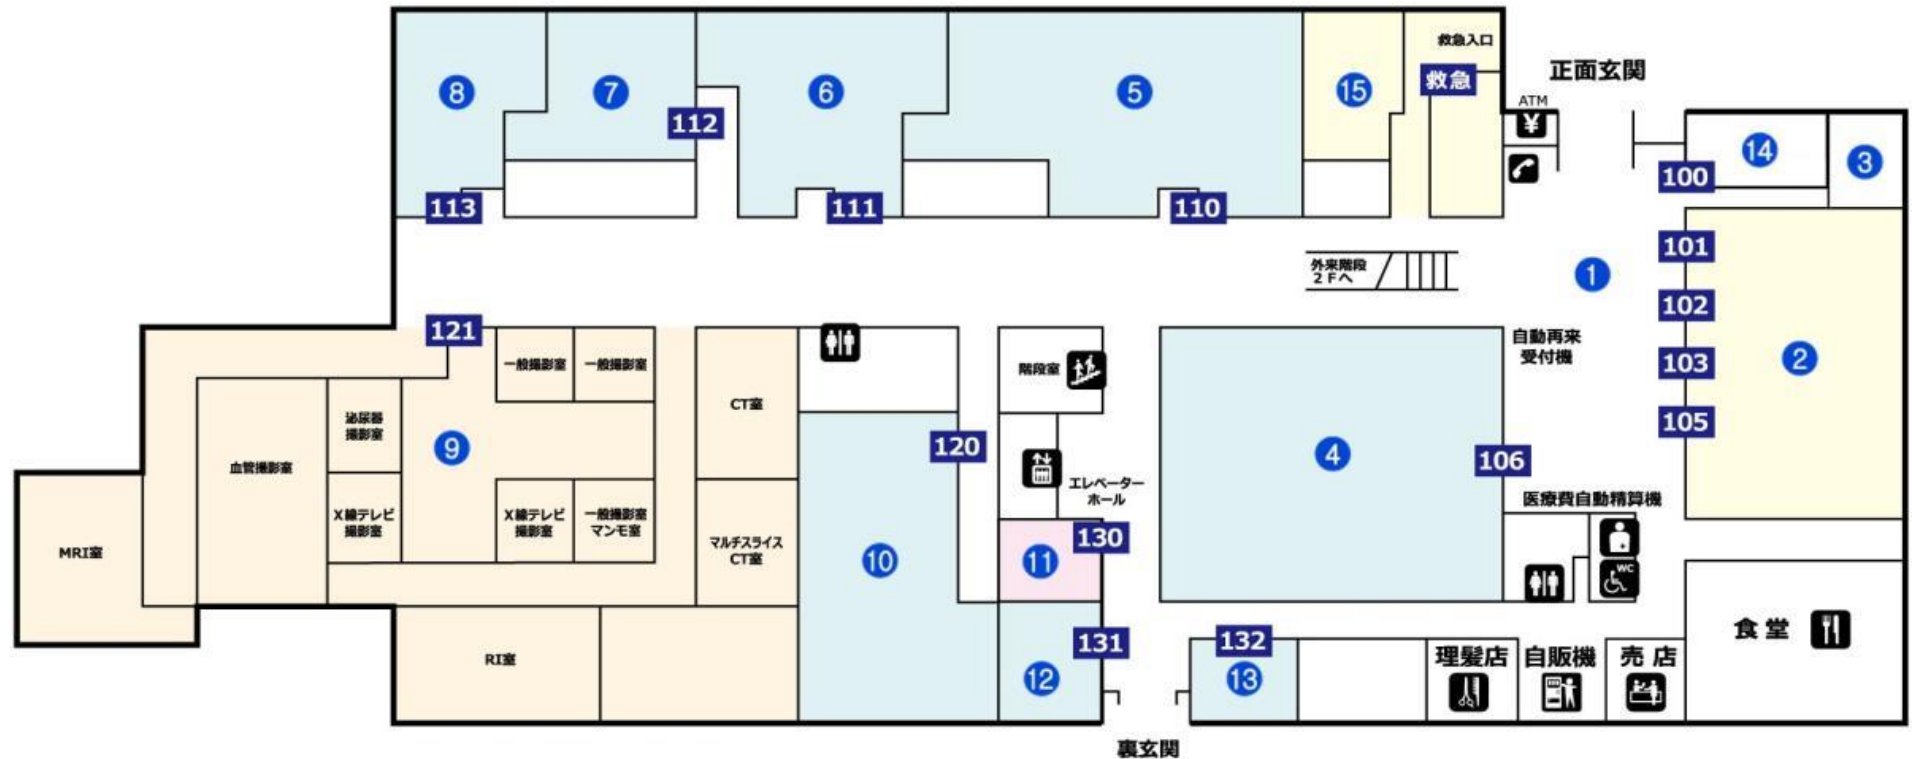 救急入口
正面玄関
8
7
6
5
15
救急
ATM
¥
112
14
3
100
113
111
110
101
外来階段
2Fへ
1
102
121
自動再来
受付機
103
2
一般撮影室
一般撮影室
階段室
CT室
泌尿器
撮影室
105
9
120
4
106
血管撮影室
エレベーター
ホール
医療費自動精算機
X線テレビ
撮影室
X線テレビ
撮影室
一般撮影室
マンモ室
マルチスライス
CT室
130
MRI室
10
11
WC
食堂
131
132
RI室
12
13
理髪店
自販機
売店
裏玄関